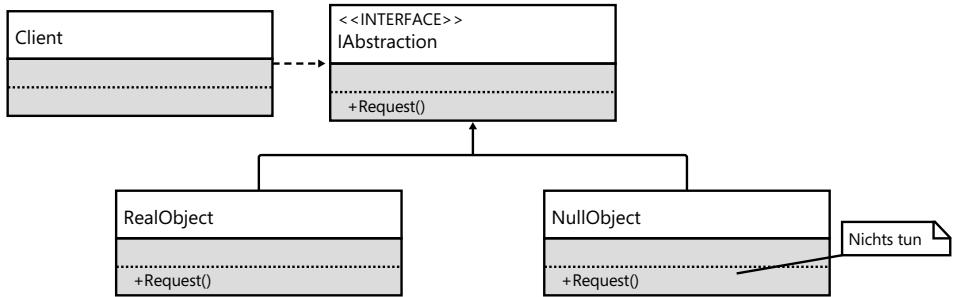 Client
<<INTERFACE>>
IAbstraction
+Request()
RealObject
+Request()
NullObject
+Request()
Nichts tun